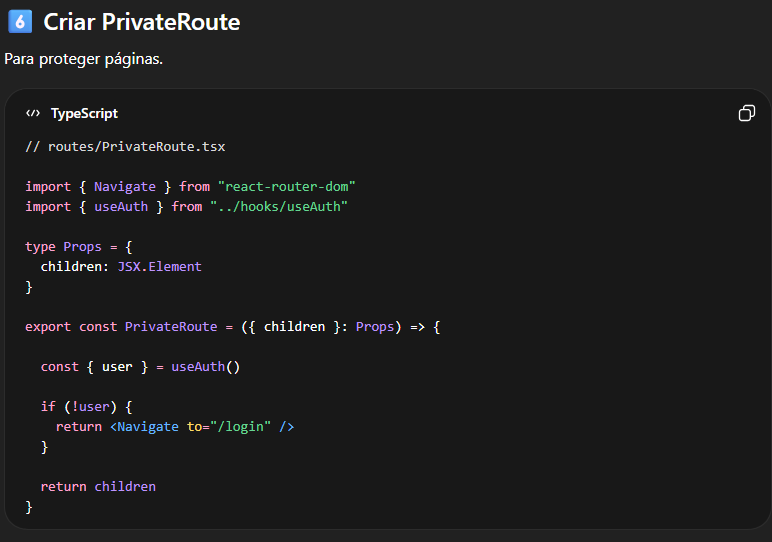 6 Criar PrivateRoute
Para proteger páginas.
</> TypeScript
// routes/PrivateRoute.tsx
import { Navigate } from "react-router-dom"
import { useAuth } from "../hooks/useAuth"
type Props = {
  children: JSX.Element
}
export const PrivateRoute = ({ children }: Props) => {
  const { user } = useAuth()
  if (!user) {
    return <Navigate to="/login" />
  }
  return children
}